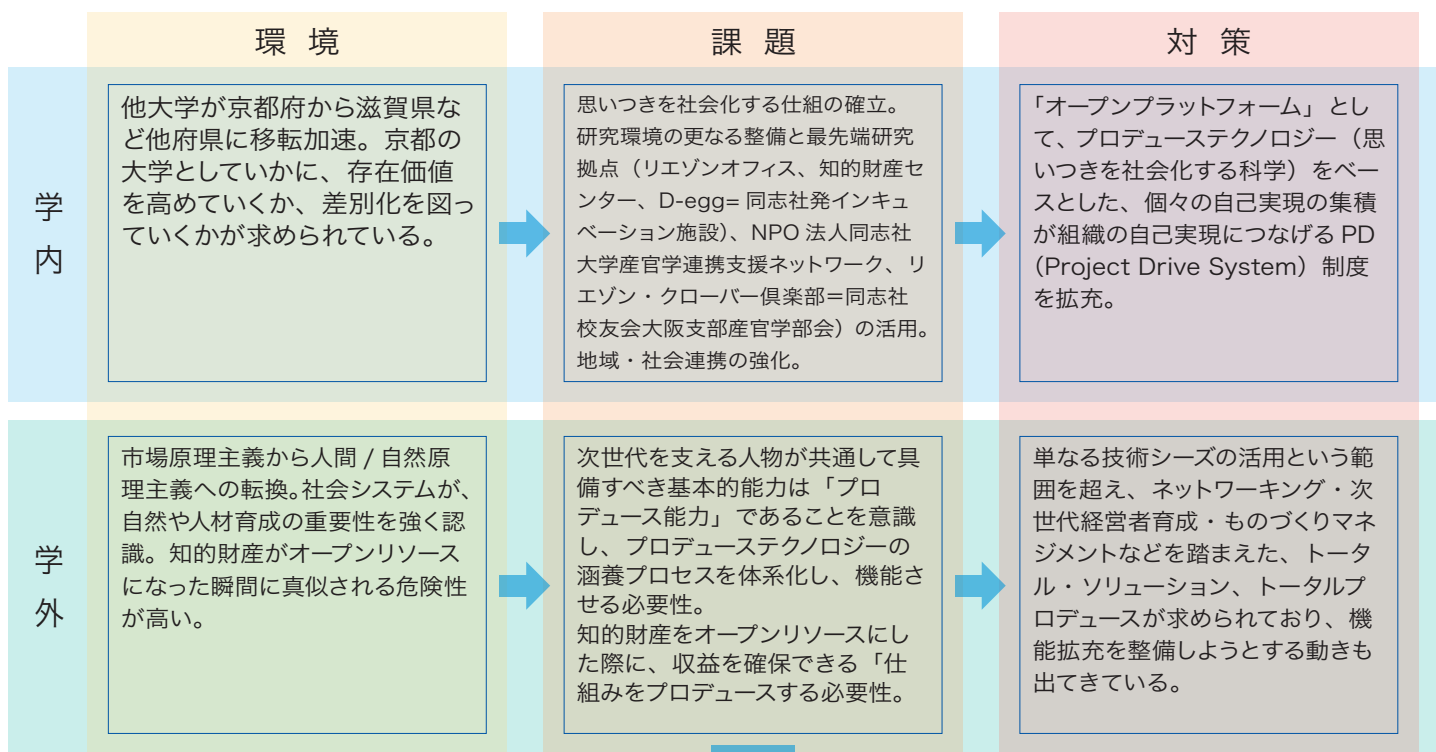 環 境
課 題
対 策
学
内
他大学が京都府から滋賀県な
ど他府県に移転加速。京都の
大学としていかに、存在価値
を高めていくか、差別化を図っ
ていくかが求められている。
思いつきを社会化する仕組の確立。
研究環境の更なる整備と最先端研究
拠点（リエゾンオフィス、知的財産セ
ンター、D-egg= 同志社発インキュ
ベーション施設）、NPO 法人同志社
大学産官学連携支援ネットワーク、リ
エゾン・クローバー倶楽部＝同志社
校友会大阪支部産官学部会）の活用。
地域・社会連携の強化。
「オープンプラットフォーム」とし
て、プロデューステクノロジー（思
いつきを社会化する科学）をベー
スとした、個々の自己実現の集積
が組織の自己実現につなげる PD
（Project Drive System）制度
を拡充。
学
外
市場原理主義から人間 / 自然原
理主義への転換。社会システムが、
自然や人材育成の重要性を強く認
識。知的財産がオープンリソース
になった瞬間に真似される危険性
が高い。
次世代を支える人物が共通して具
備すべき基本的能力は「プロ
デュース能力」であることを意識
し、プロデューステクノロジーの
涵養プロセスを体系化し、機能さ
せる必要性。
知的財産をオープンリソースにし
た際に、収益を確保できる「仕
組みをプロデュースする必要性。
単なる技術シーズの活用という範
囲を超え、ネットワーキング・次
世代経営者育成・ものづくりマネ
ジメントなどを踏まえた、トータ
ル・ソリューション、トータルプ
ロデュースが求められており、機
能拡充を整備しようとする動きも
出てきている。